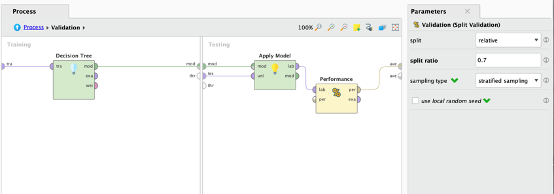 Process
Parameters
Process ▸ Validation ▸
Validation (Split Validation)
Training
Testing
split
relative
split ratio
0.7
sampling type
stratified sampling
use local random seed
Decision Tree
tra
mod
exa
wei
mod
thr
Apply Model
mod
tes
thr
mod
unl
lab
mod
Performance
lab
per
per
exa
ave
ave